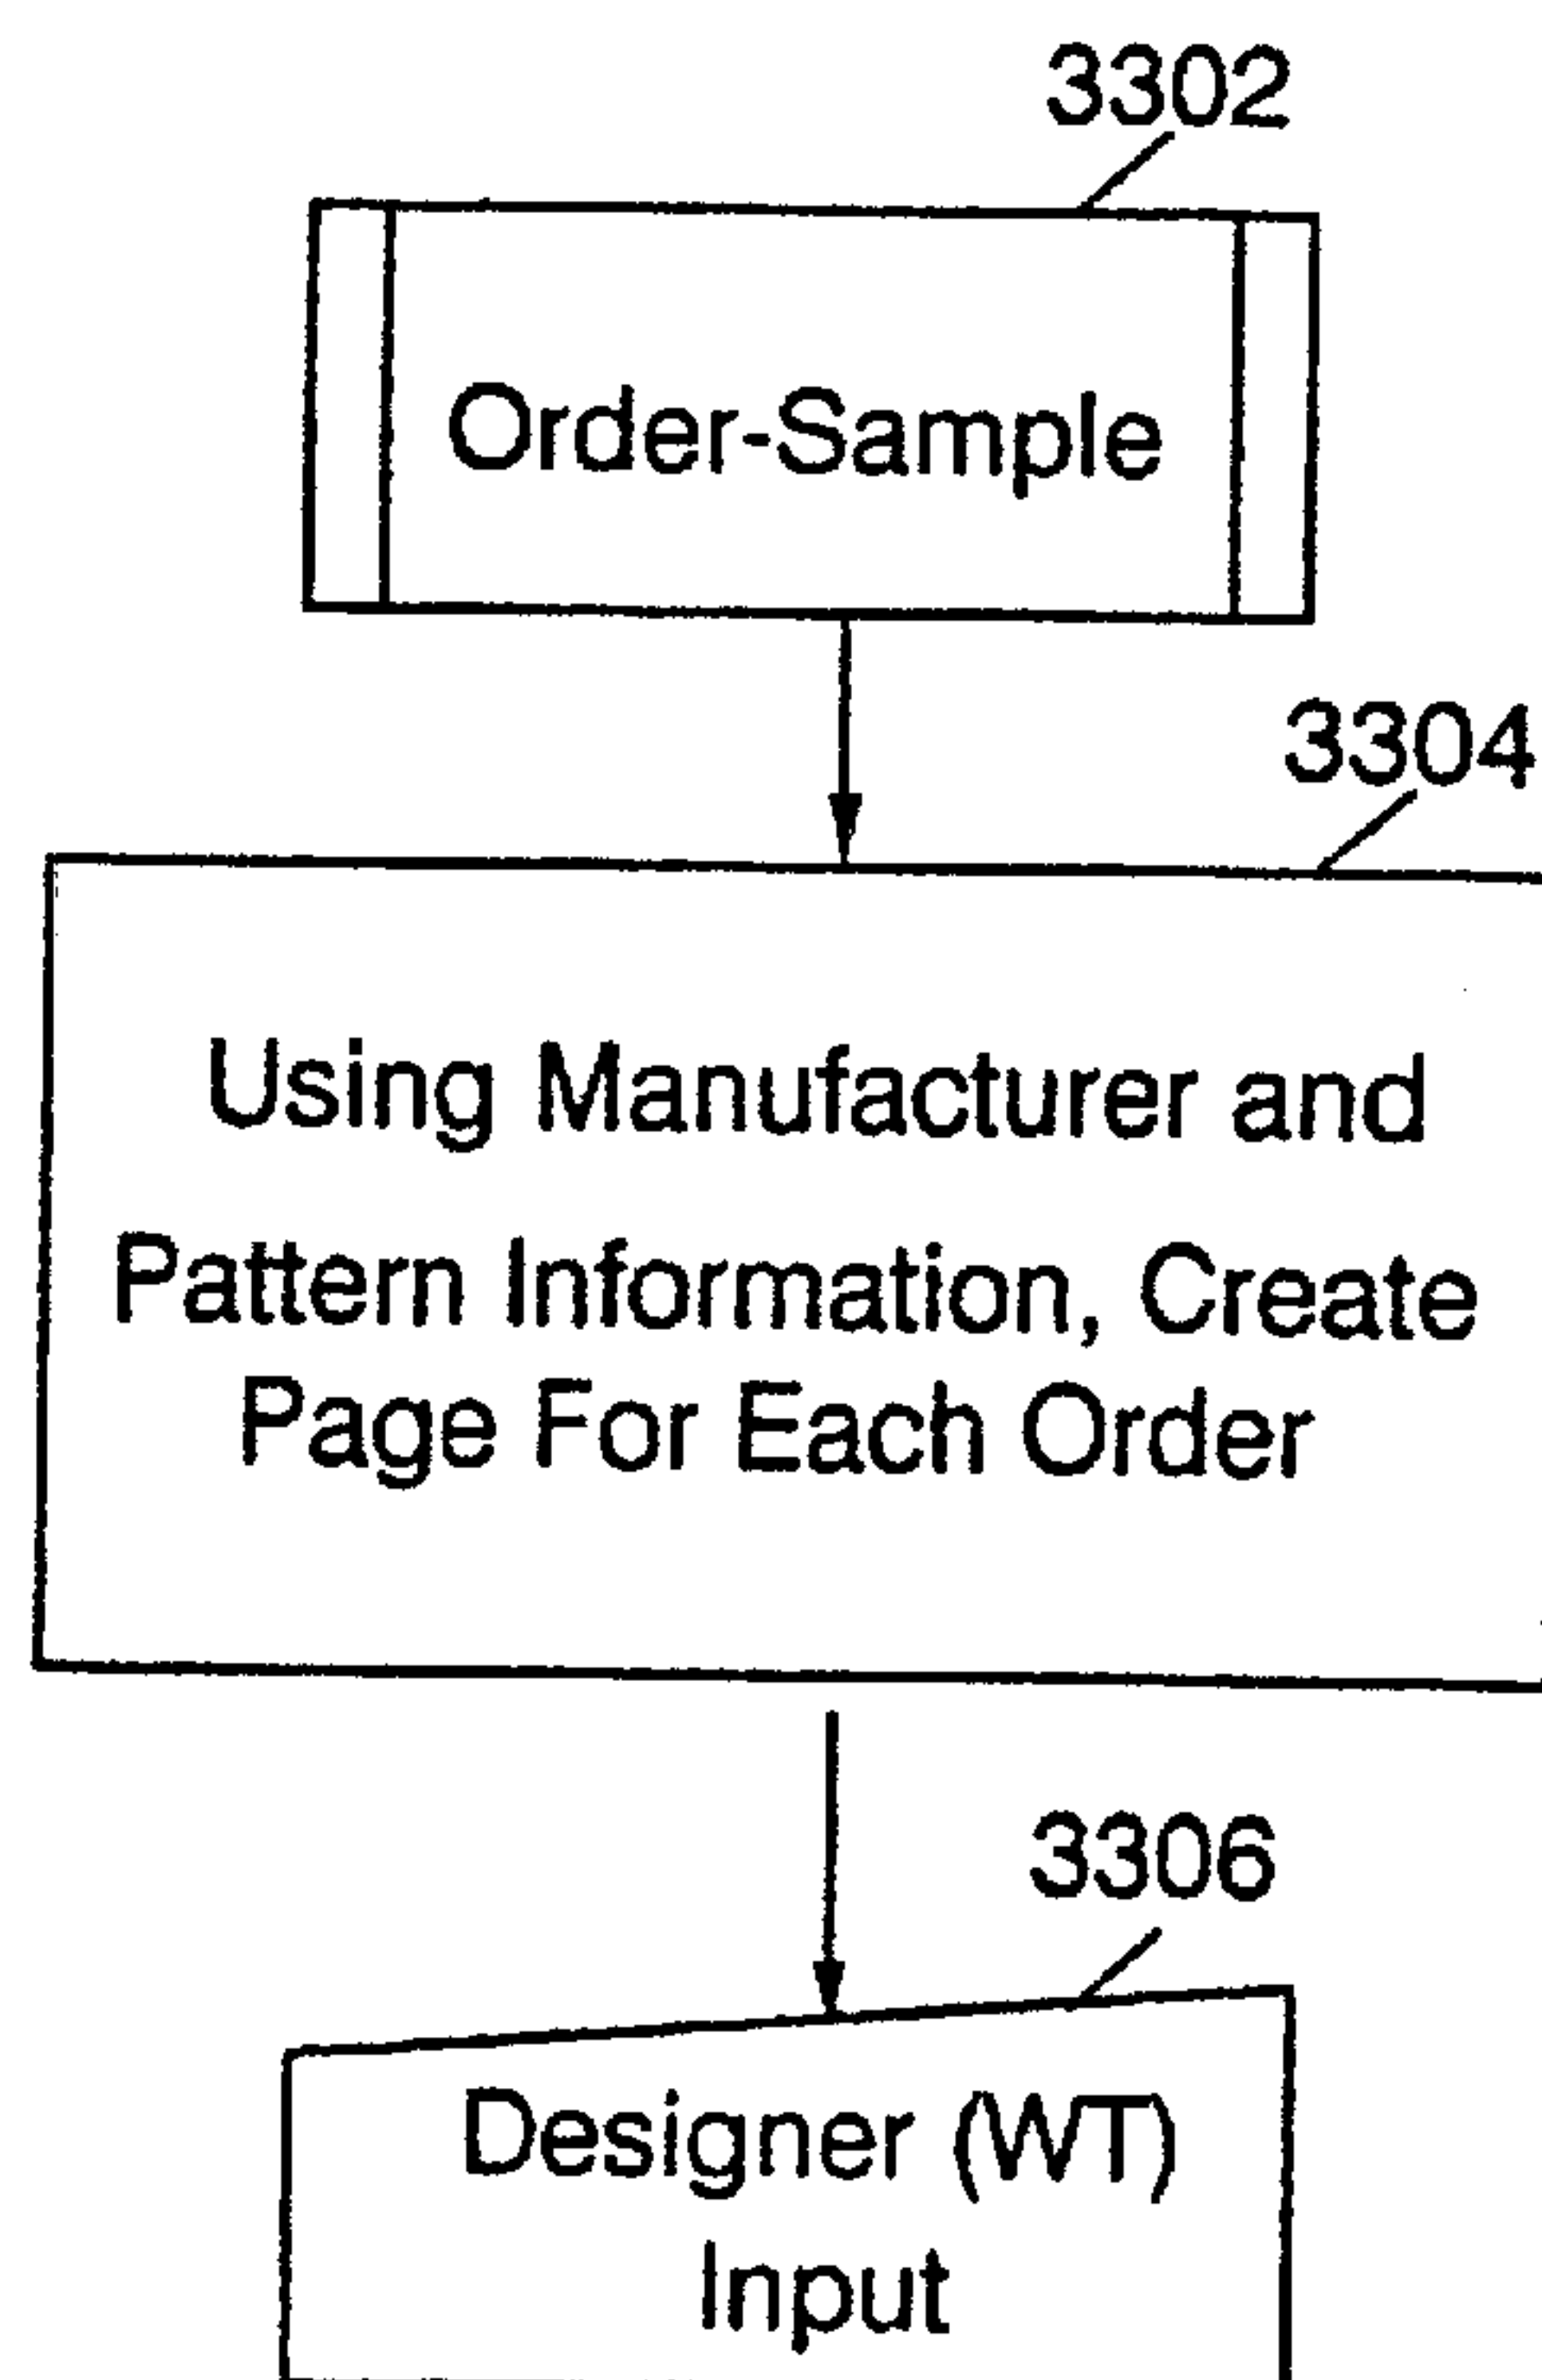 3302
Order-Sample
3304
Using Manufacturer and
Pattern Information, Create
Page For Each Order
3306
Designer (WT)
Input